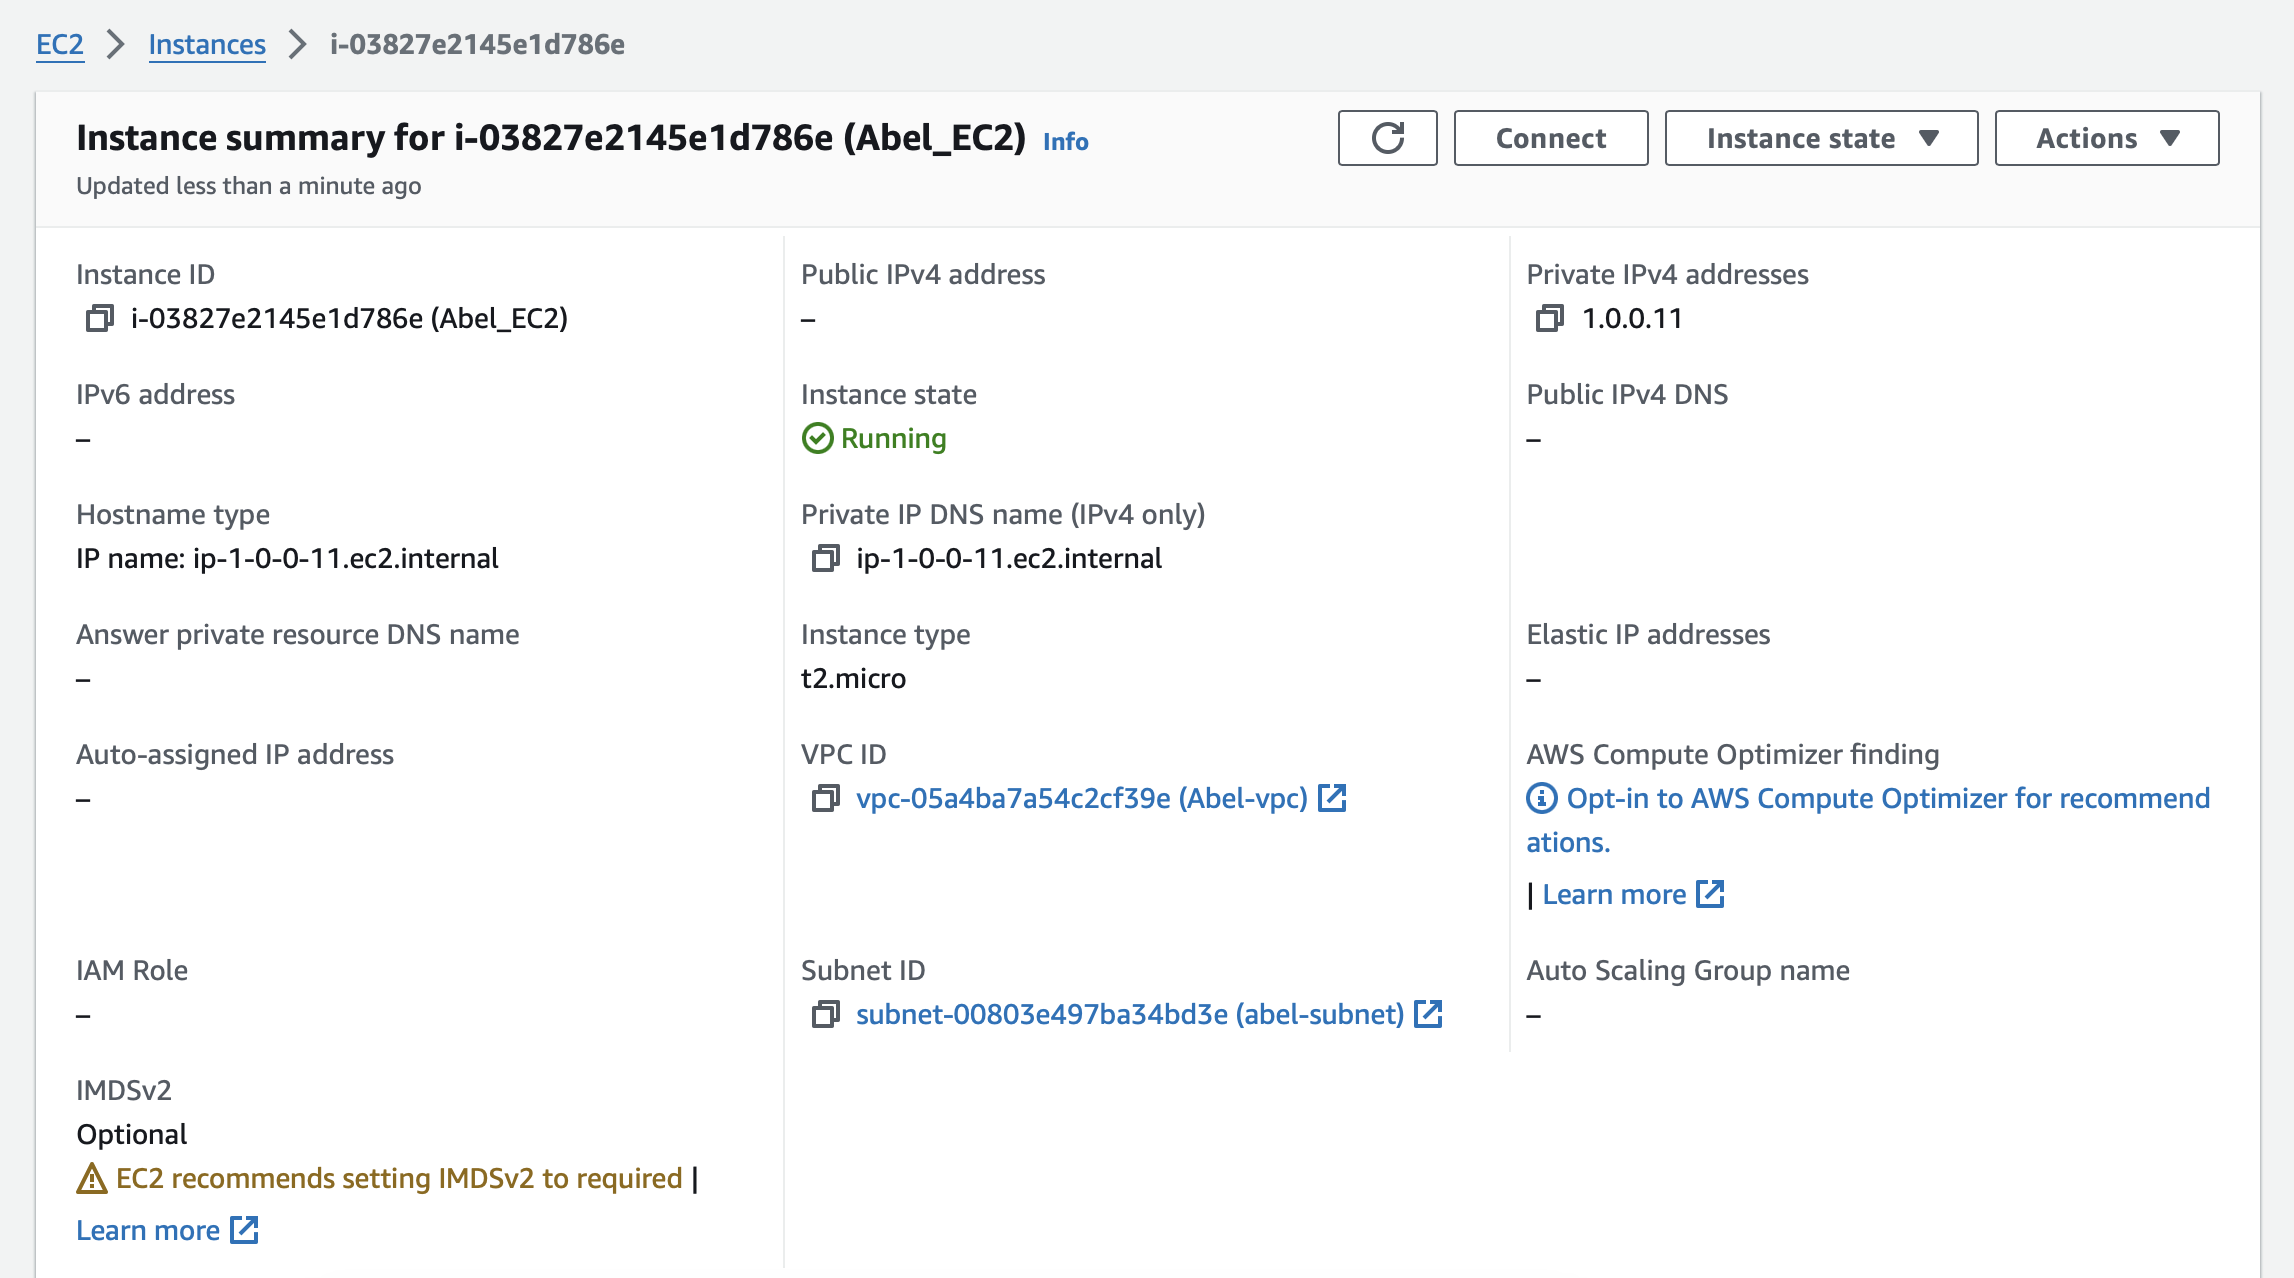 EC2 > Instances > i-03827e2145e1d786e
Instance summary for i-03827e2145e1d786e (Abel_EC2) Info
Updated less than a minute ago
Connect
Instance state
Actions
Instance ID
i-03827e2145e1d786e (Abel_EC2)
Public IPv4 address
–
Private IPv4 addresses
1.0.0.11
IPv6 address
–
Instance state
Running
Public IPv4 DNS
–
Hostname type
IP name: ip-1-0-0-11.ec2.internal
Private IP DNS name (IPv4 only)
ip-1-0-0-11.ec2.internal
Answer private resource DNS name
–
Instance type
t2.micro
Elastic IP addresses
–
Auto-assigned IP address
–
VPC ID
vpc-05a4ba7a54c2cf39e (Abel-vpc)
AWS Compute Optimizer finding
Opt-in to AWS Compute Optimizer for recommend
ations.
| Learn more
IAM Role
–
Subnet ID
subnet-00803e497ba34bd3e (abel-subnet)
Auto Scaling Group name
–
IMDSv2
Optional
EC2 recommends setting IMDSv2 to required |
Learn more